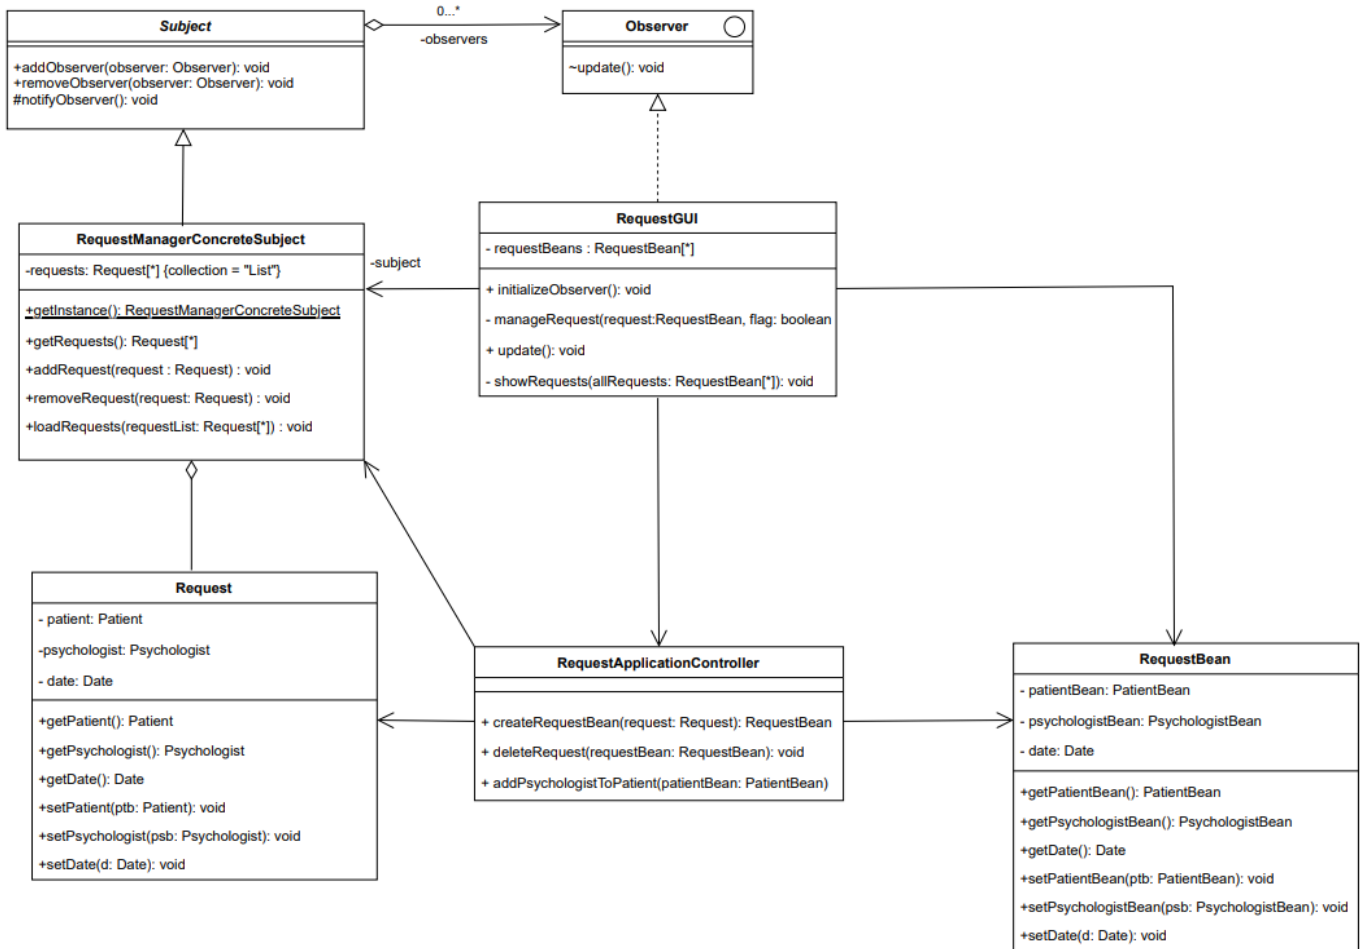 Subject
+addObserver(observer: Observer): void
+removeObserver(observer: Observer): void
#notifyObserver(): void
0...*
-observers
Observer
~update(): void
RequestManagerConcreteSubject
-requests: Request[*] {collection = "List"}
+getInstance(): RequestManagerConcreteSubject
+getRequests(): Request[*]
+addRequest(request : Request) : void
+removeRequest(request: Request) : void
+loadRequests(requestList: Request[*]) : void
-subject
RequestGUI
- requestBeans : RequestBean[*]
+ initializeObserver(): void
- manageRequest(request:RequestBean, flag: boolean
+ update(): void
- showRequests(allRequests: RequestBean[*]): void
Request
- patient: Patient
-psychologist: Psychologist
- date: Date
+getPatient(): Patient
+getPsychologist(): Psychologist
+getDate(): Date
+setPatient(ptb: Patient): void
+setPsychologist(psb: Psychologist): void
+setDate(d: Date): void
RequestApplicationController
+ createRequestBean(request: Request): RequestBean
+ deleteRequest(requestBean: RequestBean): void
+ addPsychologistToPatient(patientBean: PatientBean)
RequestBean
- patientBean: PatientBean
- psychologistBean: PsychologistBean
- date: Date
+getPatientBean(): PatientBean
+getPsychologistBean(): PsychologistBean
+getDate(): Date
+setPatientBean(ptb: PatientBean): void
+setPsychologistBean(psb: PsychologistBean): void
+setDate(d: Date): void